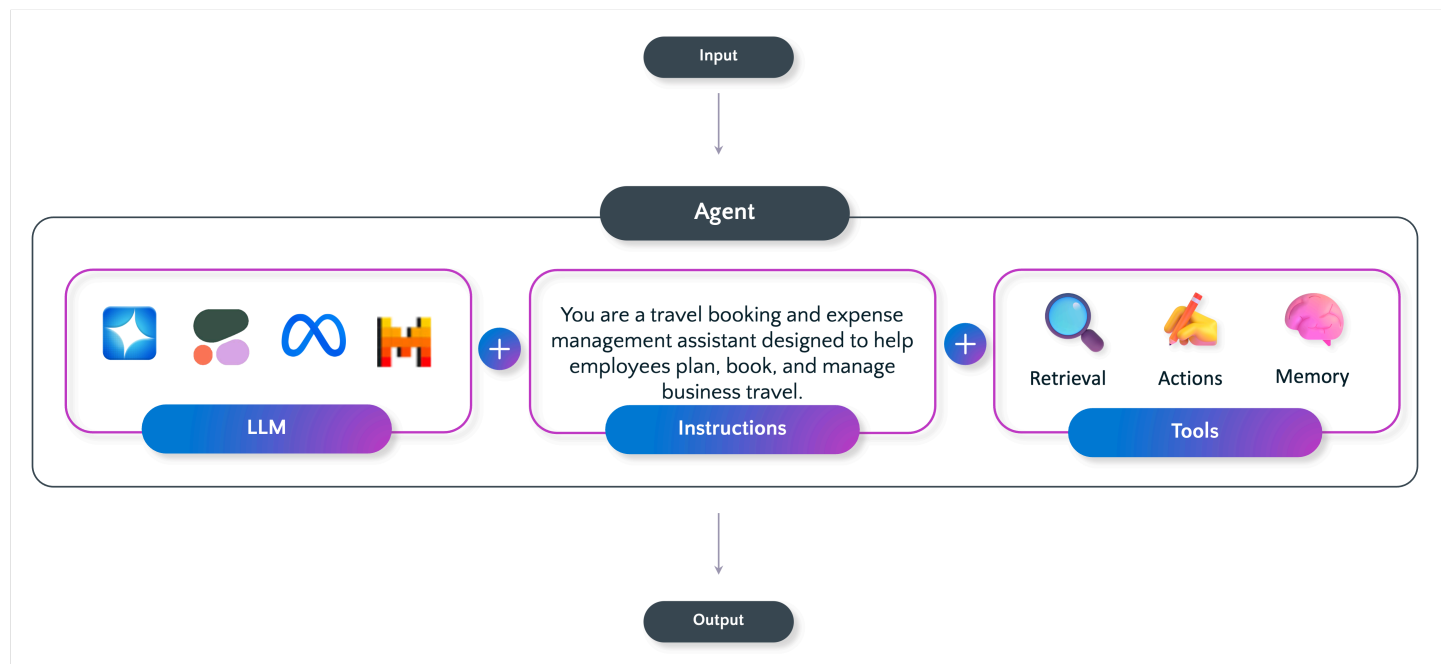 Input
Agent
You are a travel booking and expense
management assistant designed to help
employees plan, book, and manage
business travel.
Retrieval
Actions
Memory
LLM
Instructions
Tools
Output